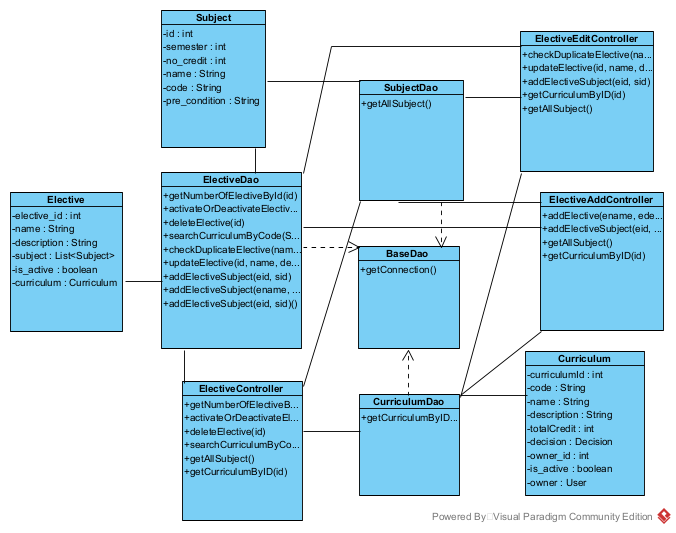 Subject
-id : int
-semester : int
-no_credit : int
-name : String
-code : String
-pre_condition : String
ElectiveEditController
+checkDuplicateElective(na...
+updateElective(id, name, d...
+addElectiveSubject(eid, sid)
+getCurriculumByID(id)
+getAllSubject()
SubjectDao
+getAllSubject()
ElectiveDao
+getNumberOfElectiveById(id)
+activateOrDeactivateElectiv...
+deleteElective(id)
+searchCurriculumByCode(S...
+checkDuplicateElective(nam...
+updateElective(id, name, de...
+addElectiveSubject(eid, sid)
+addElectiveSubject(ename, ...
+addElectiveSubject(eid, sid)()
Elective
-elective_id : int
-name : String
-description : String
-subject : List<Subject>
-is_active : boolean
-curriculum : Curriculum
ElectiveAddController
+addElective(ename, ede...
+addElectiveSubject(eid, ...
+getAllSubject()
+getCurriculumByID(id)
BaseDao
+getConnection()
ElectiveController
+getNumberOfElectiveB...
+activateOrDeactivateEl...
+deleteElective(id)
+searchCurriculumByCo...
+getAllSubject()
+getCurriculumByID(id)
CurriculumDao
+getCurriculumByID...
Curriculum
-curriculumId : int
-code : String
-name : String
-description : String
-totalCredit : int
-decision : Decision
-owner_id : int
-is_active : boolean
-owner : User
Powered By Visual Paradigm Community Edition